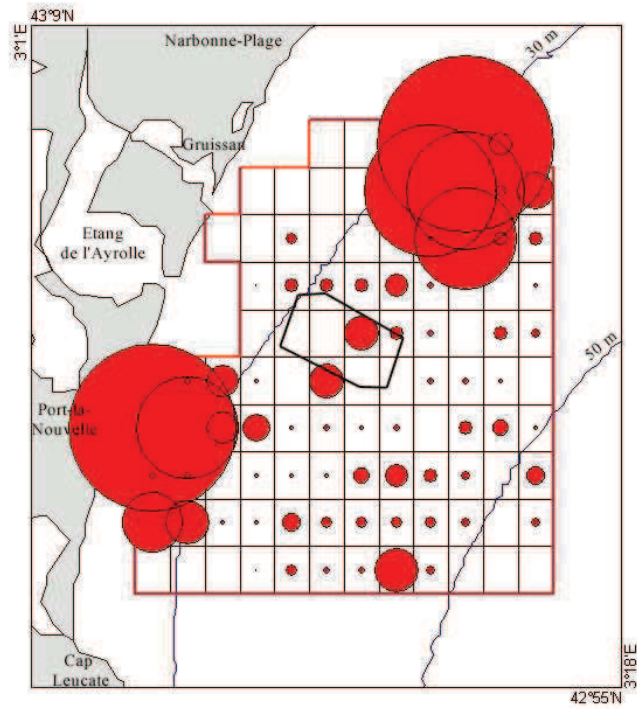 43°9'N
3°1'E
Narbonne-Plage
30 m
Gruissan
Etang
de l'Ayrolle
50 m
Port-la-
Nouvelle
Cap
Leucate
3°18'E
42°55'N